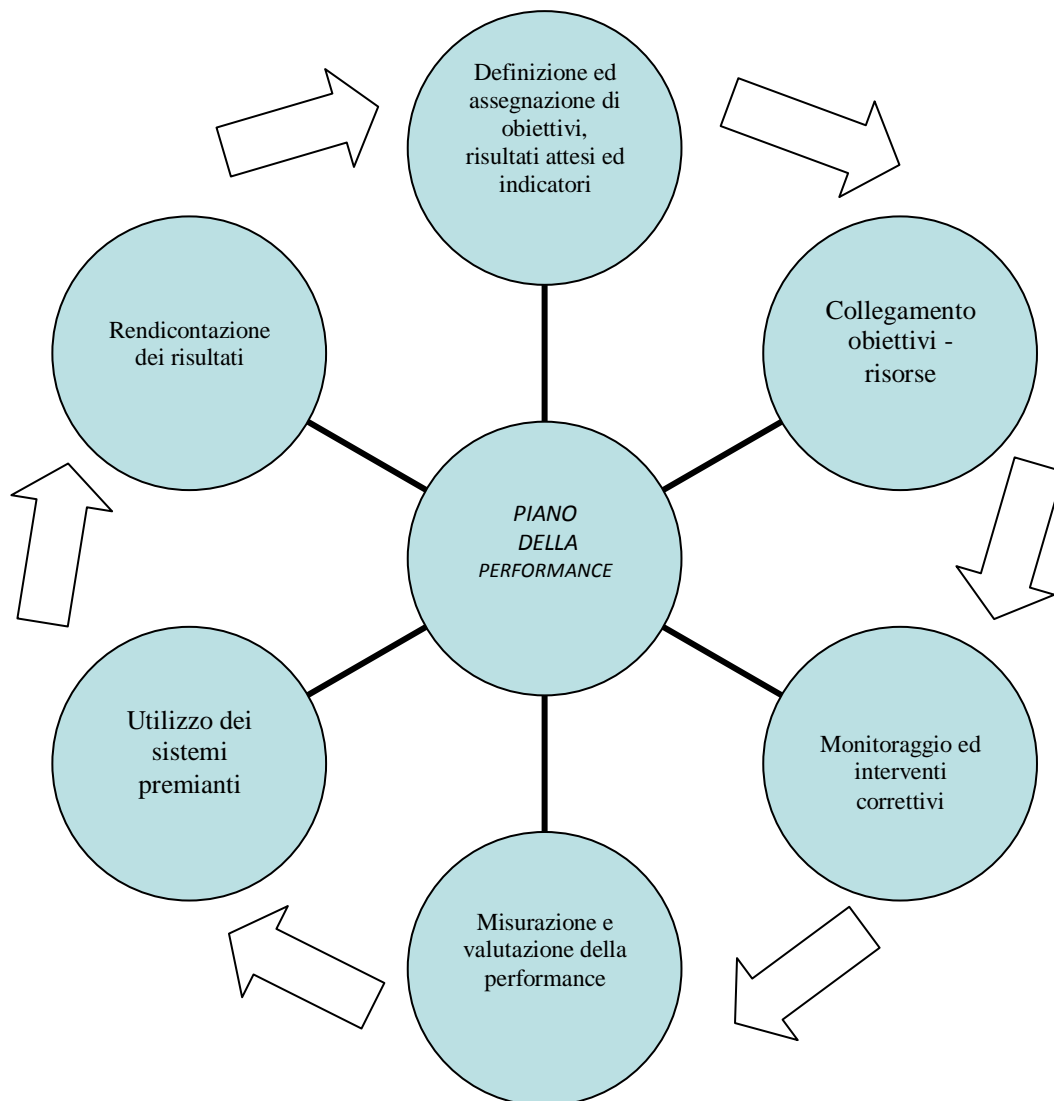 Definizione ed
assegnazione di
obiettivi,
risultati attesi ed
indicatori
Rendicontazione
dei risultati
Collegamento
obiettivi -
risorse
PIANO
DELLA
PERFORMANCE
Utilizzo dei
sistemi
premianti
Monitoraggio ed
interventi
correttivi
Misurazione e
valutazione della
performance